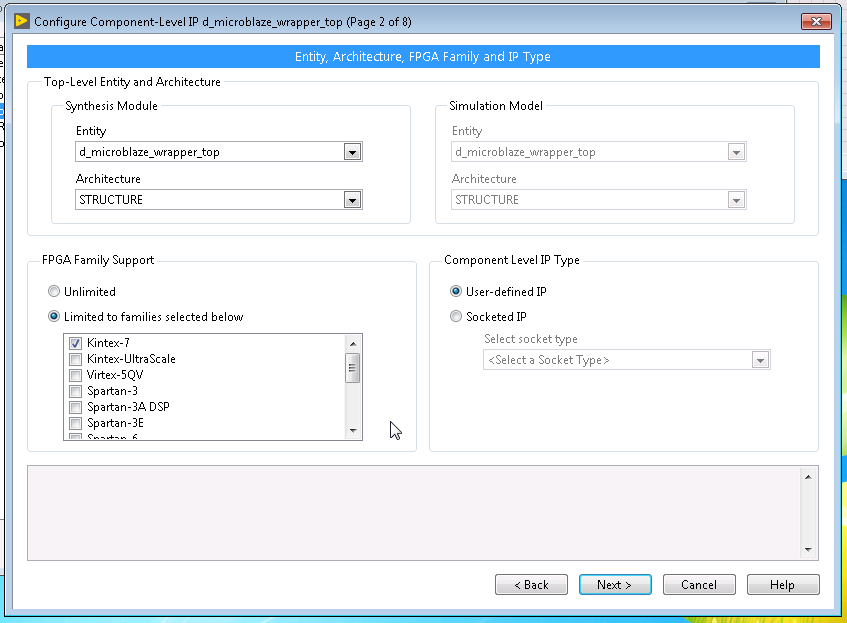 Configure Component-Level IP d_microblaze_wrapper_top (Page 2 of 8)
Entity, Architecture, FPGA Family and IP Type
Top-Level Entity and Architecture
Synthesis Module
Entity
d_microblaze_wrapper_top
Architecture
STRUCTURE
Simulation Model
Entity
d_microblaze_wrapper_top
Architecture
STRUCTURE
FPGA Family Support
Unlimited
Limited to families selected below
Kintex-7
Kintex-UltraScale
Virtex-5QV
Spartan-3
Spartan-3A DSP
Spartan-3E
Spartan-6
Component Level IP Type
User-defined IP
Socketed IP
Select socket type
<Select a Socket Type>
< Back
Next >
Cancel
Help